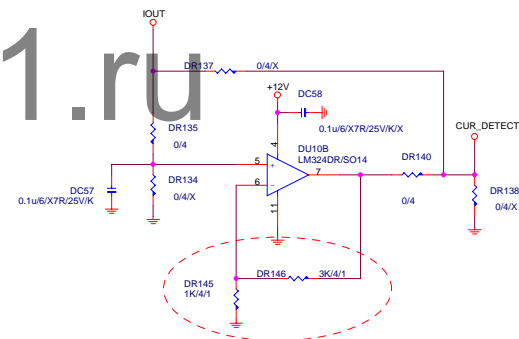 IOUT
1.ru
DR137 0/4/X
+12V
DC58
0.1u/6/X7R/25V/K/X
CUR_DETECT
DR135
0/4
DU10B
LM324DR/SO14
4
5
+
6
-
7
11
DR140
0/4
DC57
0.1u/6/X7R/25V/K
DR134
0/4/X
DR138
0/4/X
DR146 3K/4/1
DR145
1K/4/1